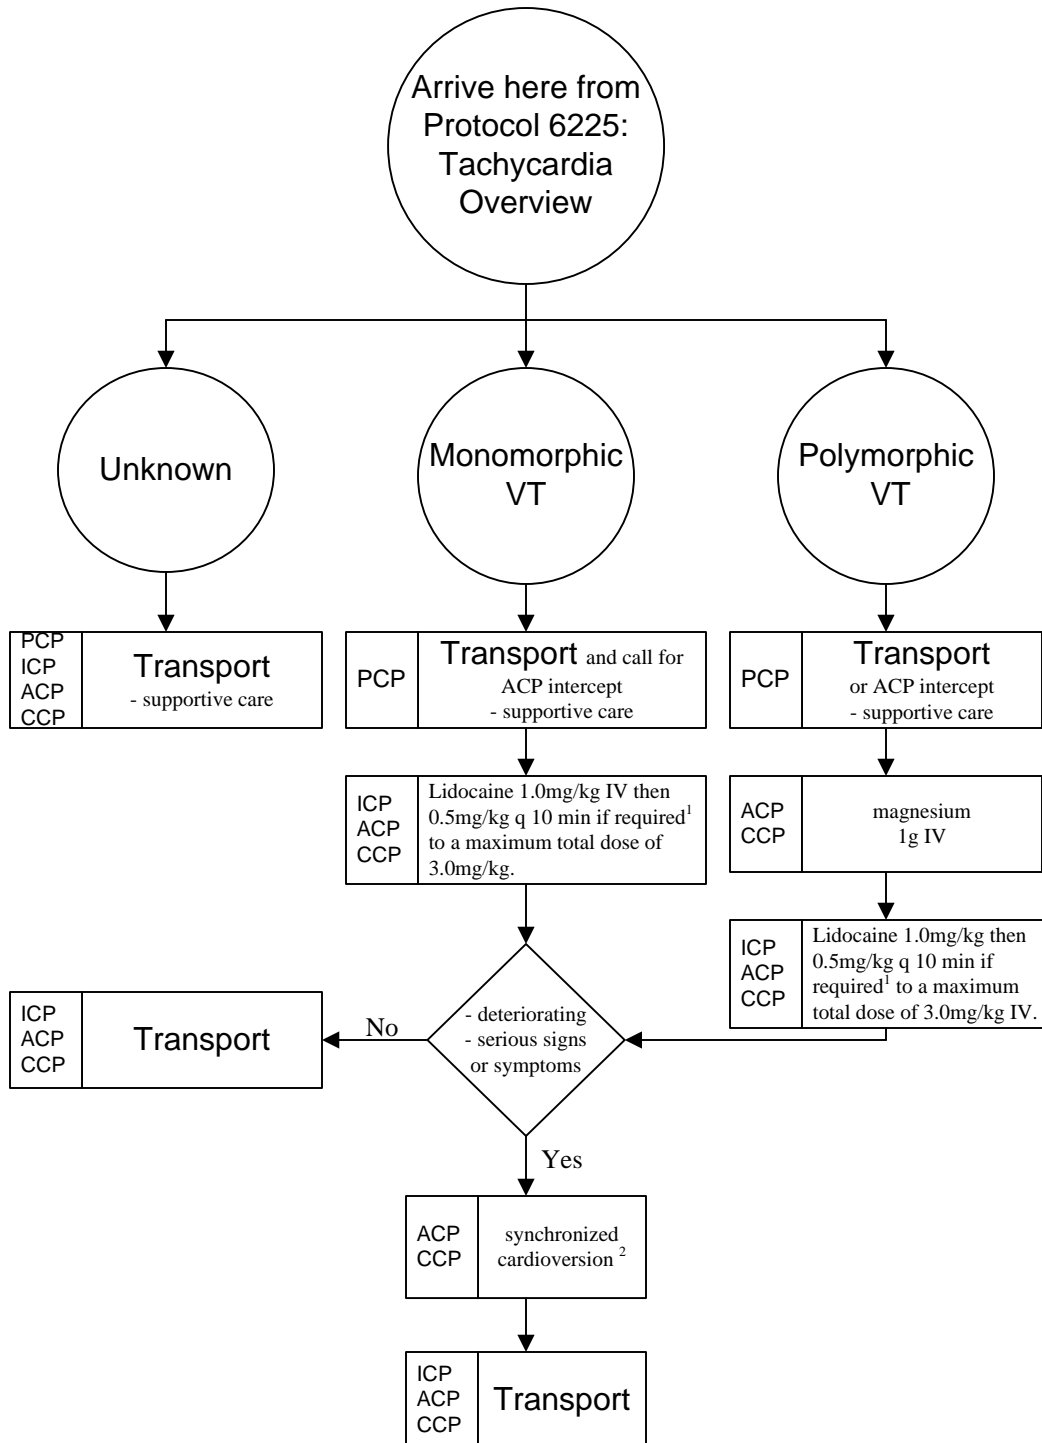 Arrive here from
Protocol 6225:
Tachycardia
Overview
Unknown
Monomorphic
VT
Polymorphic
VT
PCP
ICP
ACP
CCP
Transport
- supportive care
PCP
Transport and call for
ACP intercept
- supportive care
PCP
Transport
or ACP intercept
- supportive care
ICP
ACP
CCP
Lidocaine 1.0mg/kg IV then
0.5mg/kg q 10 min if required¹
to a maximum total dose of
3.0mg/kg.
ACP
CCP
magnesium
1g IV
ICP
ACP
CCP
Lidocaine 1.0mg/kg then
0.5mg/kg q 10 min if
required¹ to a maximum
total dose of 3.0mg/kg IV.
ICP
ACP
CCP
Transport
No
- deteriorating
- serious signs
or symptoms
Yes
ACP
CCP
synchronized
cardioversion ²
ICP
ACP
CCP
Transport